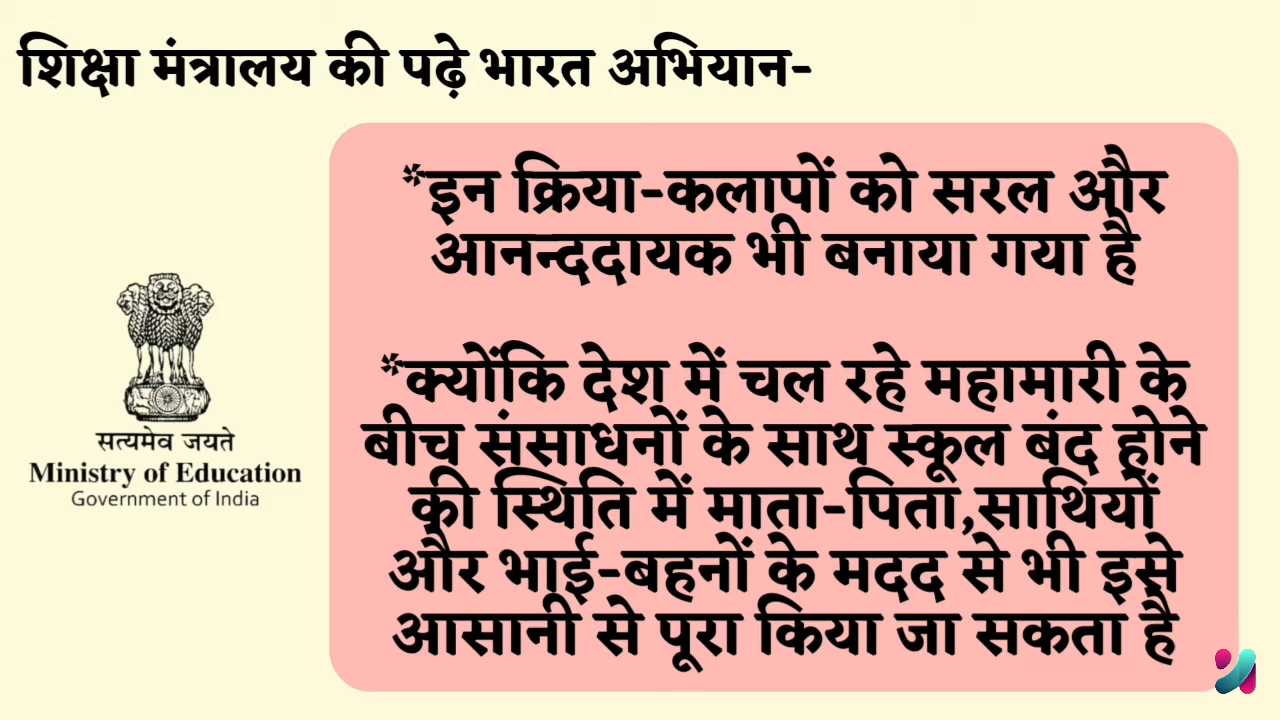 शिक्षा मंत्रालय की पढ़े भारत अभियान-
*इन क्रिया-कलापों को सरल और
आनन्ददायक भी बनाया गया है
*क्योंकि देश में चल रहे महामारी के
बीच संसाधनों के साथ स्कूल बंद होने
की स्थिति में माता-पिता,साथियों
और भाई-बहनों के मदद से भी इसे
आसानी से पूरा किया जा सकता है
सत्यमेव जयते
Ministry of Education
Government of India